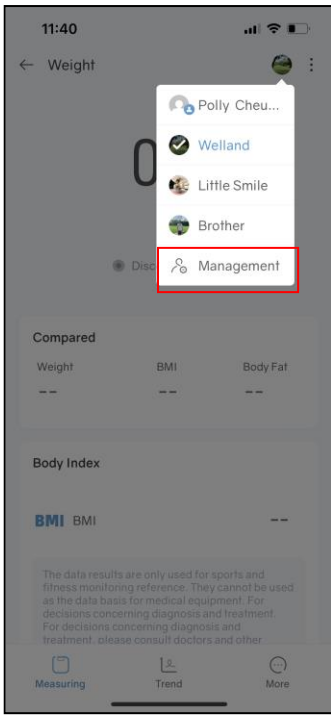 11:40
Weight
Polly Cheu...
Welland
0
Little Smile
Brother
Disco
Management
Compared
Weight BMI Body Fat
-- -- --
Body Index
BMI BMI --
The data results are only used for sports and
fitness monitoring reference. They cannot be used
as the data basis for medical equipment. For
decisions concerning diagnosis and treatment.
For decisions concerning diagnosis and
treatment, please consult doctors and other
Measuring Trend More